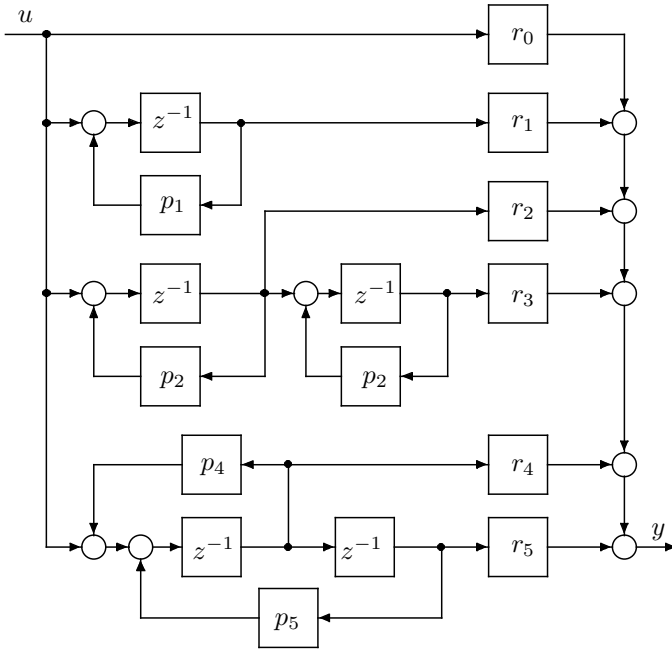 u
r₀
z⁻¹
r₁
p₁
r₂
z⁻¹
z⁻¹
r₃
p₂
p₂
p₄
r₄
z⁻¹
z⁻¹
r₅
y
p₅